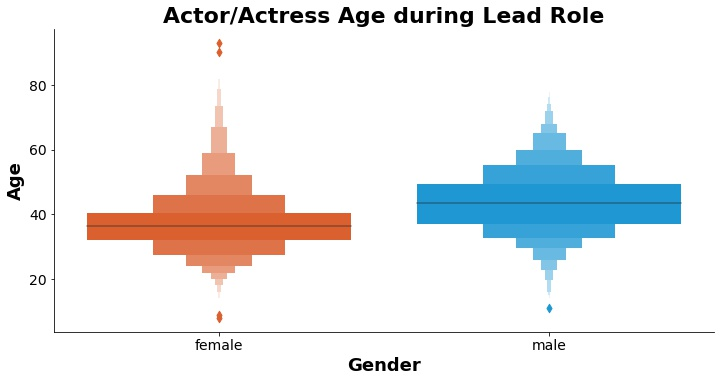 Actor/Actress Age during Lead Role
Age
80
60
40
20
female
male
Gender